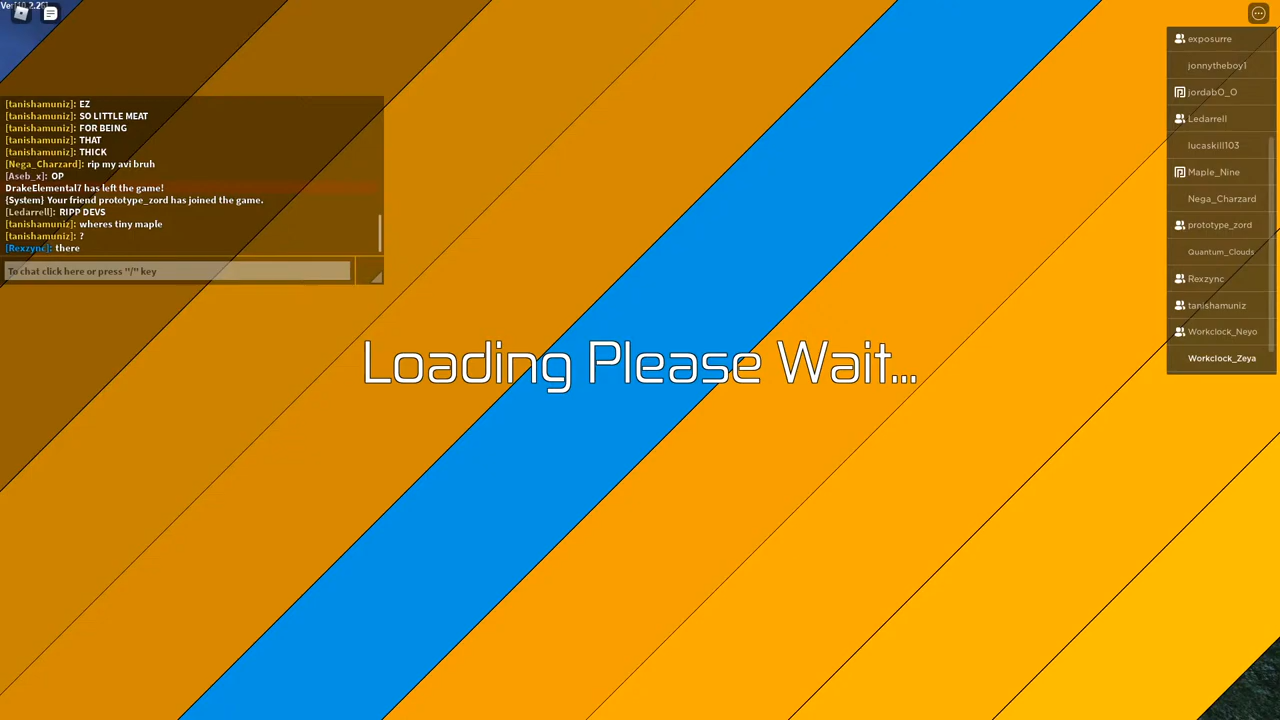 [tanishamuniz]: EZ
[tanishamuniz]: SO LITTLE MEAT
[tanishamuniz]: FOR BEING
[tanishamuniz]: THAT
[tanishamuniz]: THICK
[Nega_Charzard]: rip my avi bruh
[Aseb_x]: OP
DrakeElemental7 has left the game!
{System} Your friend prototype_zord has joined the game.
[Ledarrell]: RIPP DEVS
[tanishamuniz]: wheres tiny maple
[tanishamuniz]: ?
[Rexzync]: there
To chat click here or press "/" key
Loading Please Wait...
exposurre
jonnytheboy1
jordabO_O
Ledarrell
lucaskill103
Maple_Nine
Nega_Charzard
prototype_zord
Quantum_Clouds
Rexzync
tanishamuniz
Workclock_Neyo
Workclock_Zeya